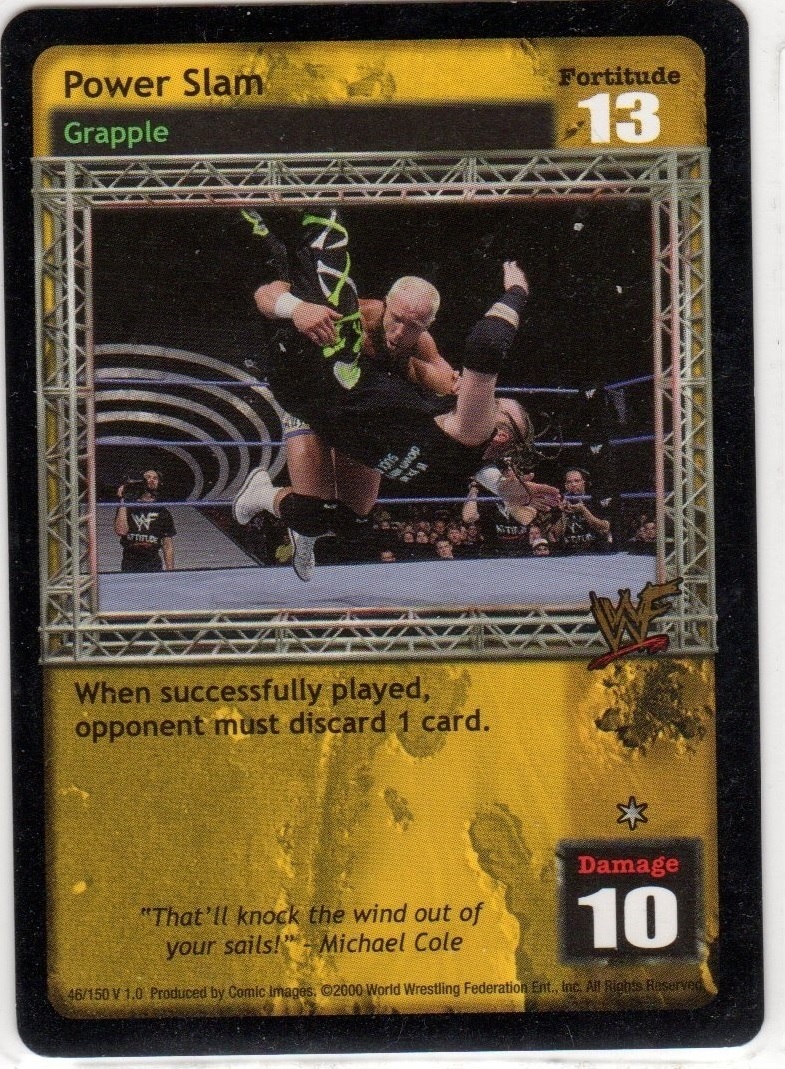 Power Slam
Fortitude
13
Grapple
WF
ATTITUDE
WF
When successfully played,
opponent must discard 1 card.
Damage
10
"That'll knock the wind out of
your sails!" - Michael Cole
46/150 V 1.0 Produced by Comic Images. ©2000 World Wrestling Federation Ent., Inc. All Rights Reserved